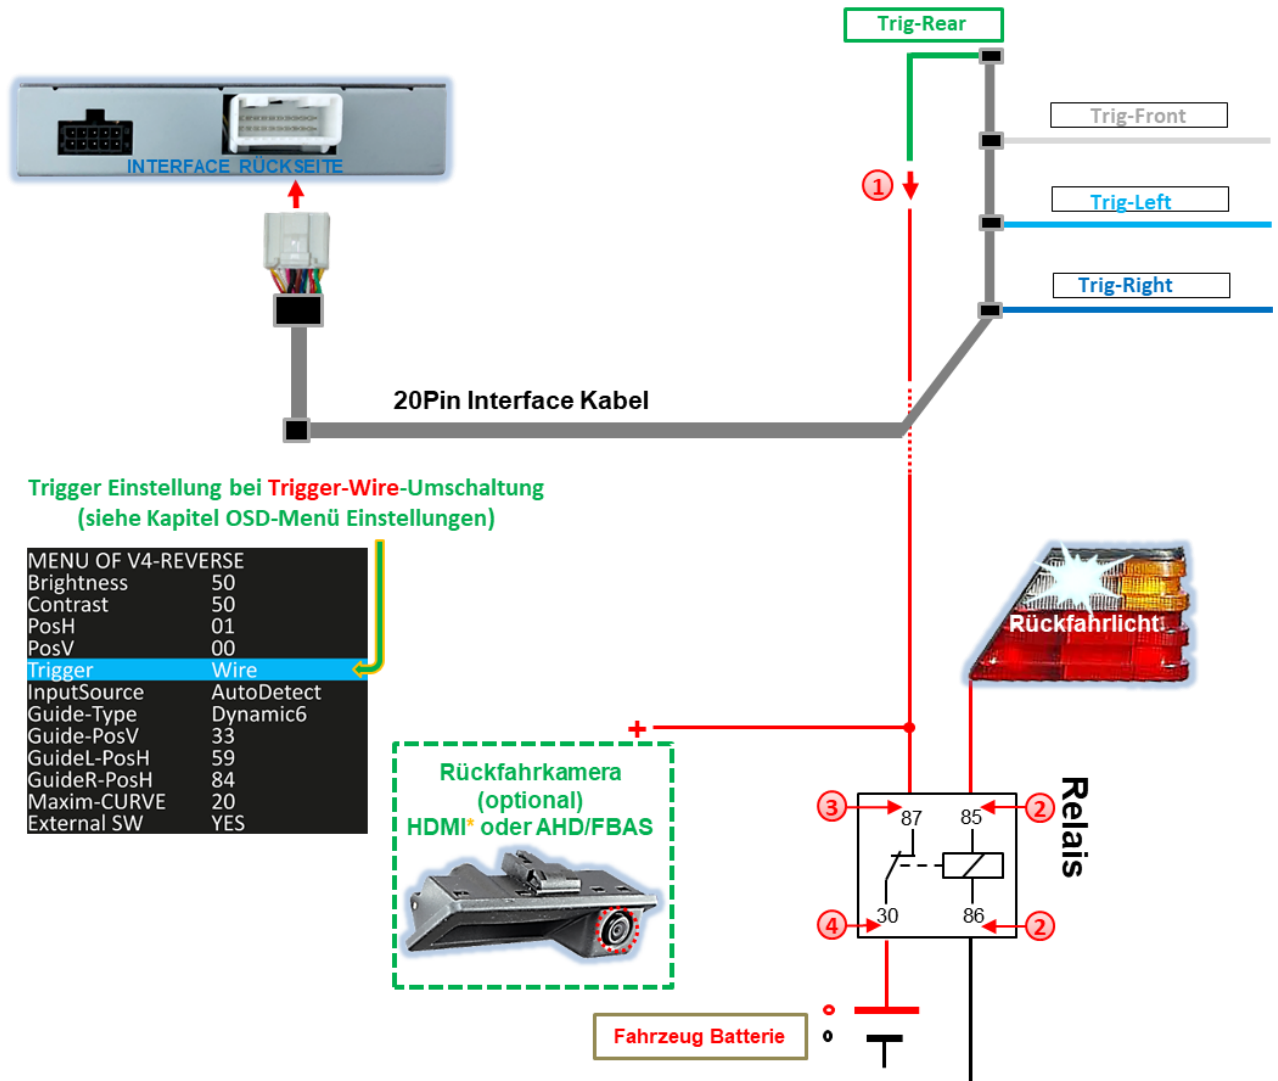 Trig-Rear
INTERFACE RÜCKSEITE
Trig-Front
1
Trig-Left
Trig-Right
20Pin Interface Kabel
Trigger Einstellung bei Trigger-Wire-Umschaltung
(siehe Kapitel OSD-Menü Einstellungen)
MENU OF V4-REVERSE
Brightness 50
Contrast 50
PosH 01
PosV 00
Trigger Wire
InputSource AutoDetect
Guide-Type Dynamic6
Guide-PosV 33
GuideL-PosH 59
GuideR-PosH 84
Maxim-CURVE 20
External SW YES
Rückfahrlicht
+
Rückfahrkamera
(optional)
HDMI* oder AHD/FBAS
Relais
3
87
85
2
4
30
86
2
Fahrzeug Batterie